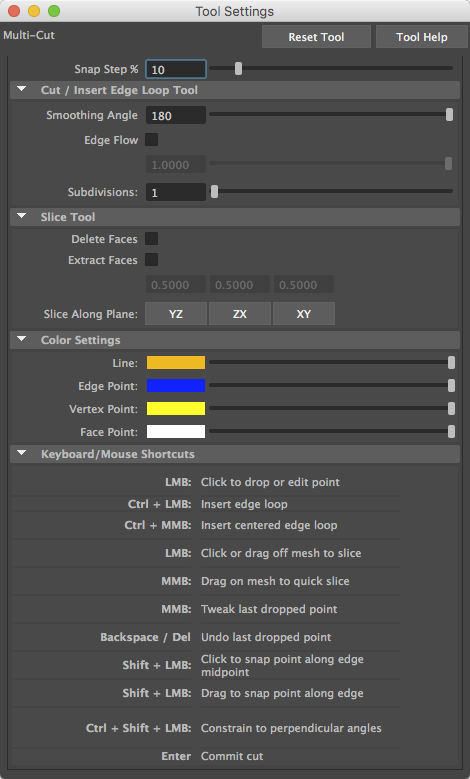 Tool Settings
Multi-Cut
Reset Tool
Tool Help
Snap Step % 10
Cut / Insert Edge Loop Tool
Smoothing Angle 180
Edge Flow
1.0000
Subdivisions: 1
Slice Tool
Delete Faces
Extract Faces
0.5000 0.5000 0.5000
Slice Along Plane: YZ ZX XY
Color Settings
Line:
Edge Point:
Vertex Point:
Face Point:
Keyboard/Mouse Shortcuts
LMB: Click to drop or edit point
Ctrl + LMB: Insert edge loop
Ctrl + MMB: Insert centered edge loop
LMB: Click or drag off mesh to slice
MMB: Drag on mesh to quick slice
MMB: Tweak last dropped point
Backspace / Del Undo last dropped point
Shift + LMB: Click to snap point along edge
midpoint
Shift + LMB: Drag to snap point along edge
Ctrl + Shift + LMB: Constrain to perpendicular angles
Enter Commit cut